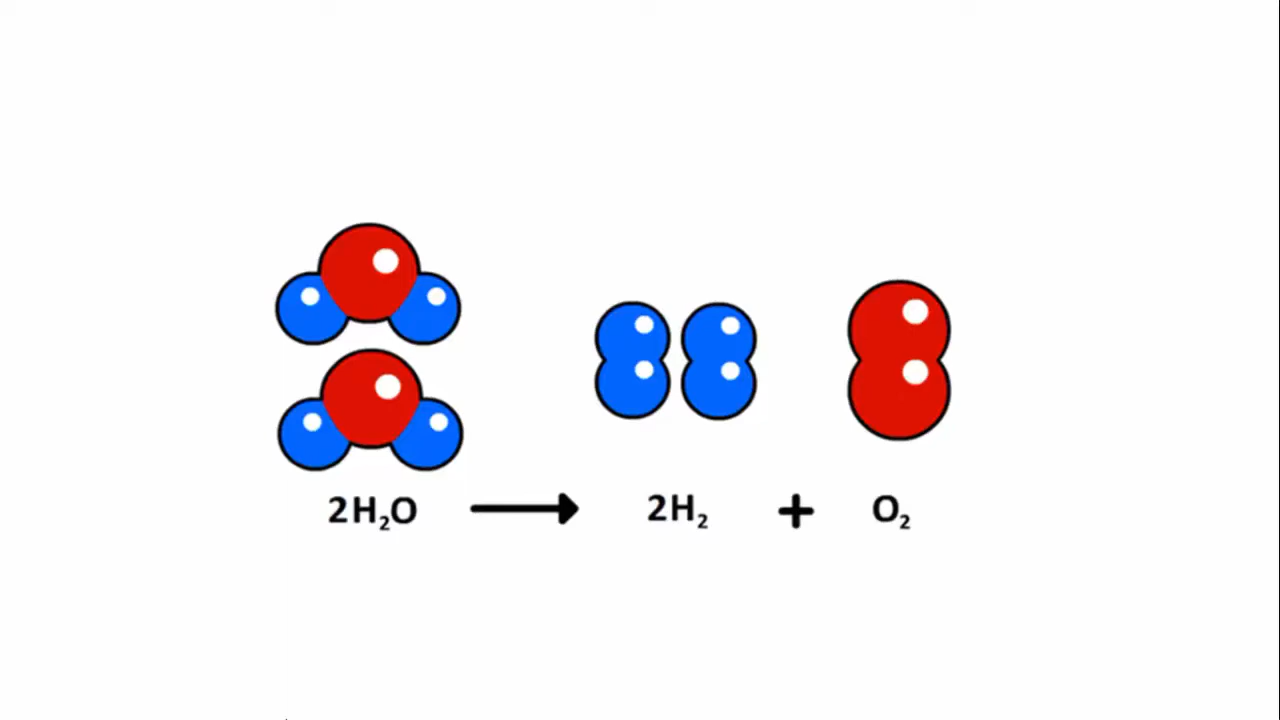 2H₂O → 2H₂ + O₂